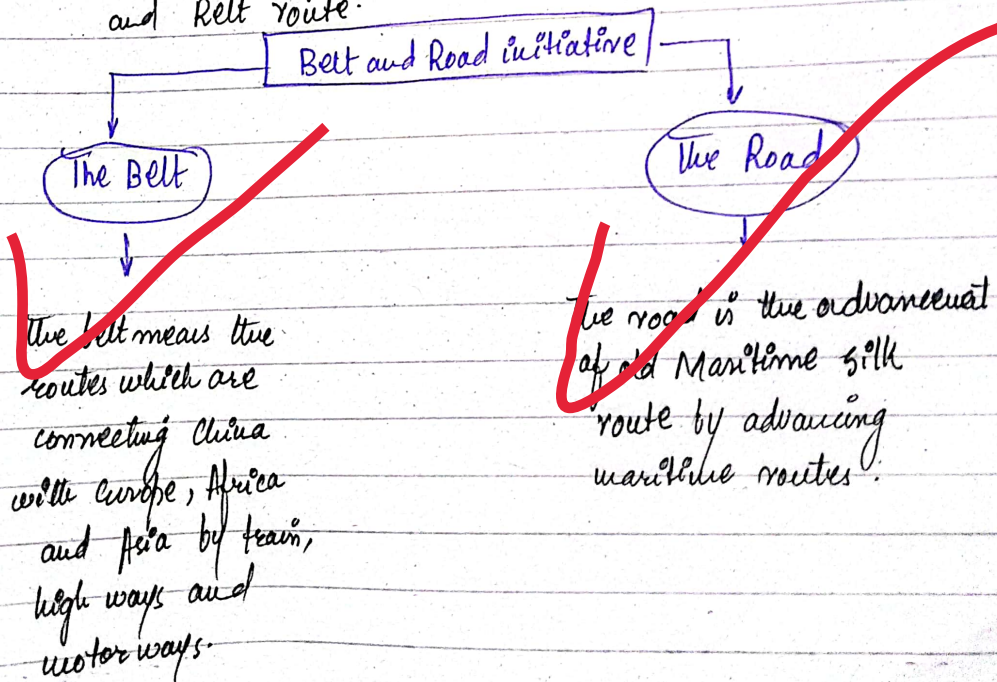 and Relt route.
Belt and Road initiative
The Belt
The Road
The belt means the
routes which are
connecting China
with Europe, Africa
and Asia by train,
high ways and
motor ways.
The road is the advancement
of old Maritime Silk
route by advancing
maritime routes.